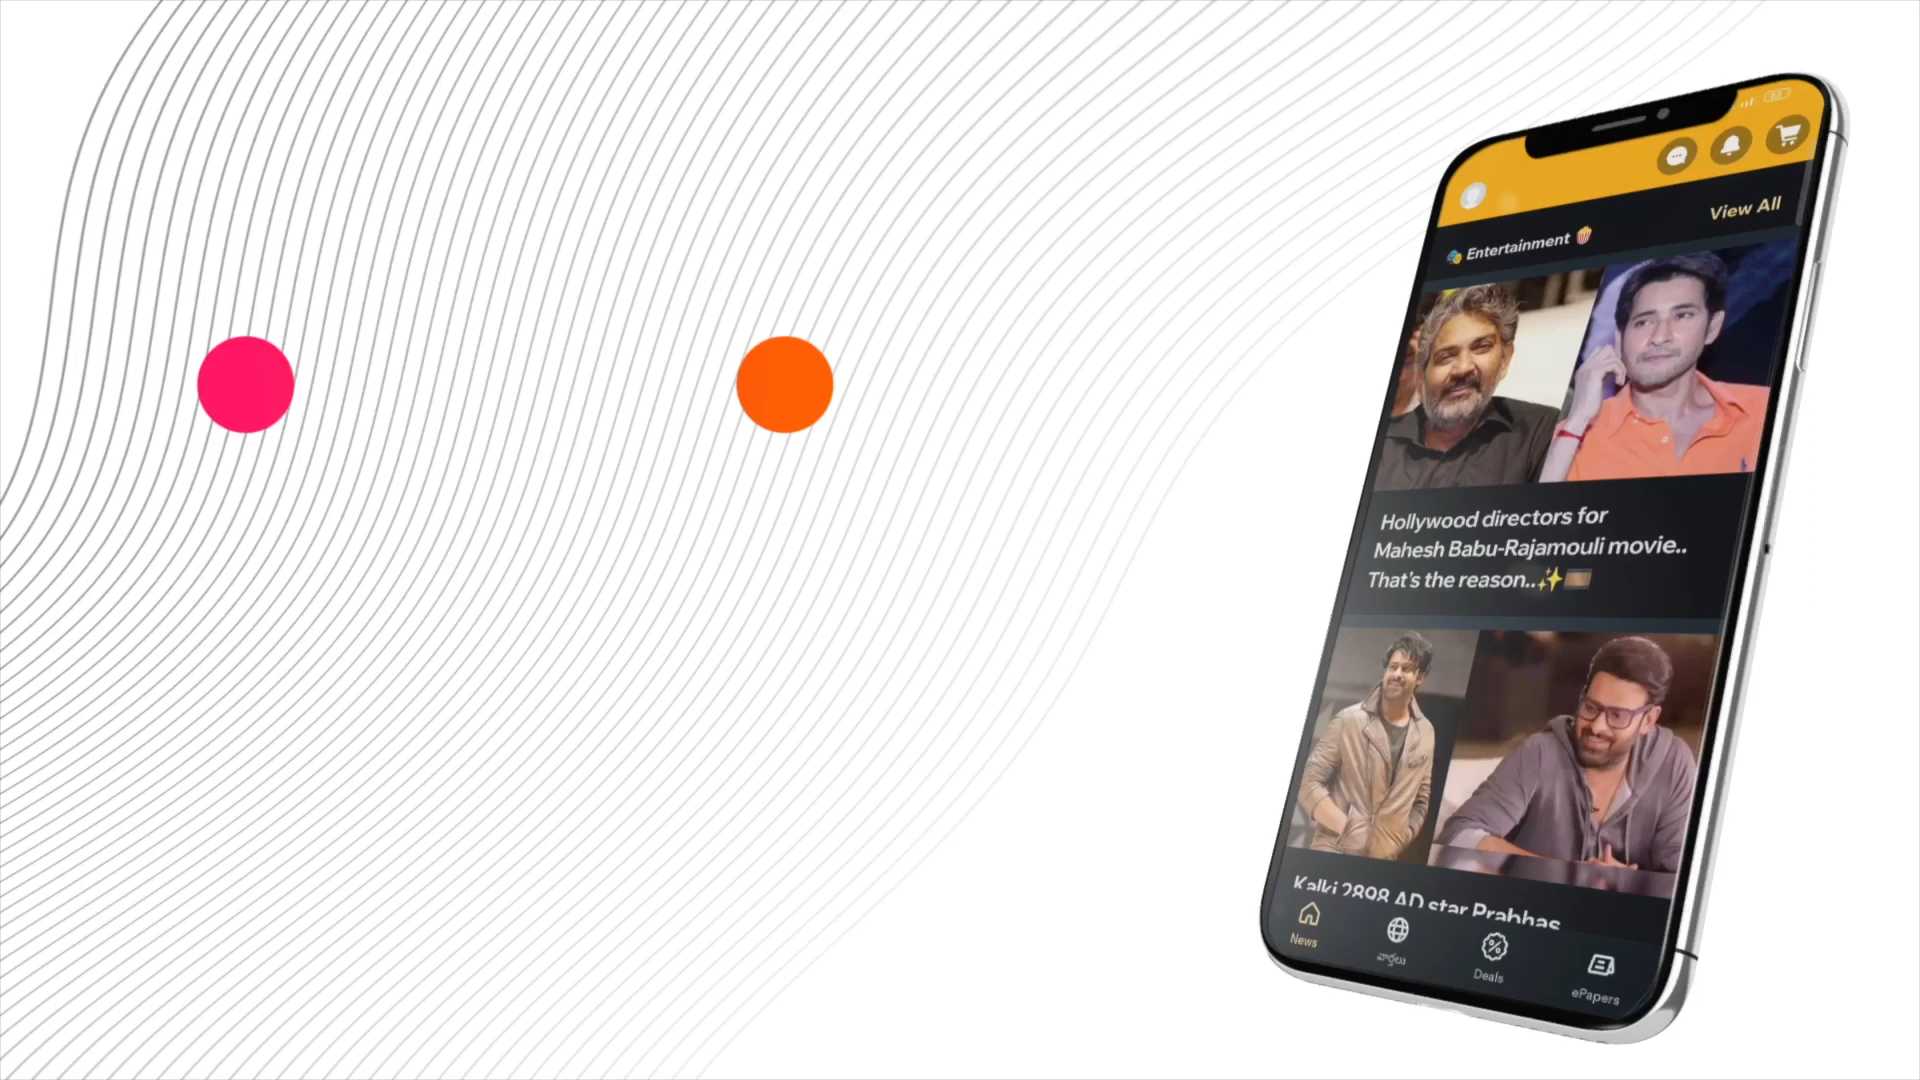 View All
🎭 Entertainment 🍿
Hollywood directors for
Mahesh Babu-Rajamouli movie..
That's the reason..✨🎞️
Kalki 2898 AD star Prabhas
News
వార్తలు
Deals
ePapers